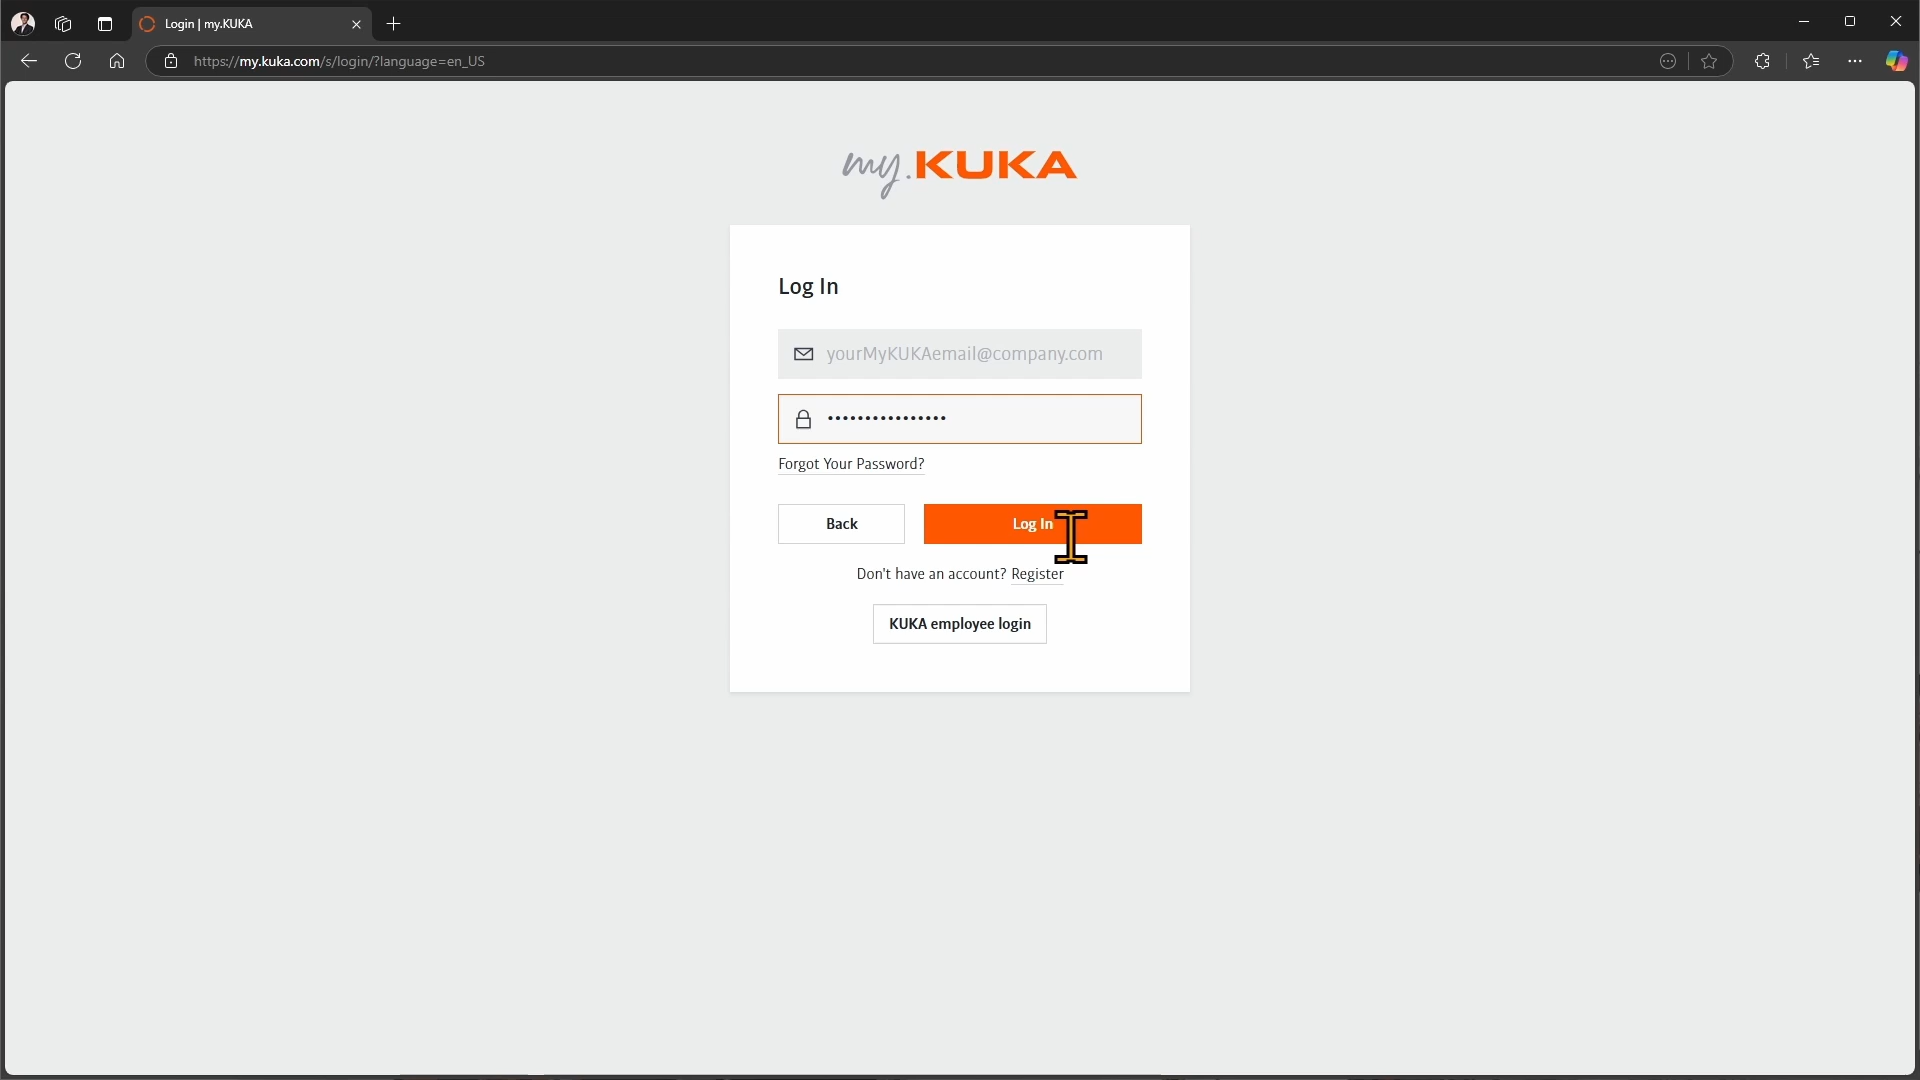 Login | my.KUKA
https://my.kuka.com/s/login/?language=en_US
my.KUKA
Log In
yourMyKUKAemail@company.com
••••••••••••••••
Forgot Your Password?
Back
Log In
Don't have an account? Register
KUKA employee login